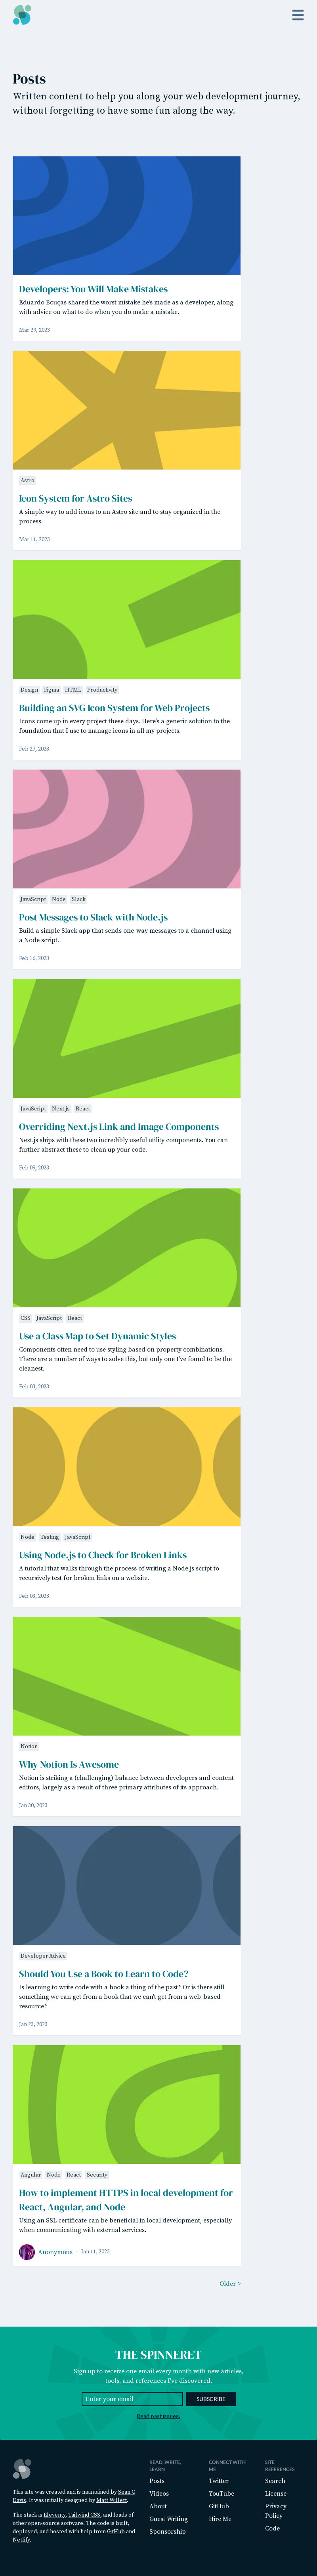 Posts
Written content to help you along your web development journey,
without forgetting to have some fun along the way.
Developers: You Will Make Mistakes
Eduardo Bouças shared the worst mistake he's made as a developer, along
with advice on what to do when you do make a mistake.
Mar 29, 2023
Astro
Icon System for Astro Sites
A simple way to add icons to an Astro site and to stay organized in the
process.
Mar 11, 2023
Design Figma HTML Productivity
Building an SVG Icon System for Web Projects
Icons come up in every project these days. Here's a generic solution to the
foundation that I use to manage icons in all my projects.
Feb 27, 2023
JavaScript Node Slack
Post Messages to Slack with Node.js
Build a simple Slack app that sends one-way messages to a channel using
a Node script.
Feb 16, 2023
JavaScript Next.js React
Overriding Next.js Link and Image Components
Next.js ships with these two incredibly useful utility components. You can
further abstract these to clean up your code.
Feb 09, 2023
CSS JavaScript React
Use a Class Map to Set Dynamic Styles
Components often need to use styling based on property combinations.
There are a number of ways to solve this, but only one I've found to be the
cleanest.
Feb 03, 2023
Node Testing JavaScript
Using Node.js to Check for Broken Links
A tutorial that walks through the process of writing a Node.js script to
recursively test for broken links on a website.
Feb 03, 2023
Notion
Why Notion Is Awesome
Notion is striking a (challenging) balance between developers and content
editors, largely as a result of three primary attributes of its approach.
Jan 30, 2023
Developer Advice
Should You Use a Book to Learn to Code?
Is learning to write code with a book a thing of the past? Or is there still
something we can get from a book that we can't get from a web-based
resource?
Jan 23, 2023
Angular Node React Security
How to implement HTTPS in local development for
React, Angular, and Node
Using an SSL certificate can be beneficial in local development, especially
when communicating with external services.
Anonymous Jan 11, 2023
Older >
THE SPINNERET
Sign up to receive one email every month with new articles,
tools, and references I've discovered.
Enter your email SUBSCRIBE
Read past issues.
This site was created and is maintained by Sean C
Davis. It was initially designed by Matt Willett.
The stack is Eleventy, Tailwind CSS, and loads of
other open-source software. The code is built,
deployed, and hosted with help from GitHub and
Netlify.
READ, WRITE,
LEARN
Posts
Videos
About
Guest Writing
Sponsorship
CONNECT WITH
ME
Twitter
YouTube
GitHub
Hire Me
SITE
REFERENCES
Search
License
Privacy
Policy
Code